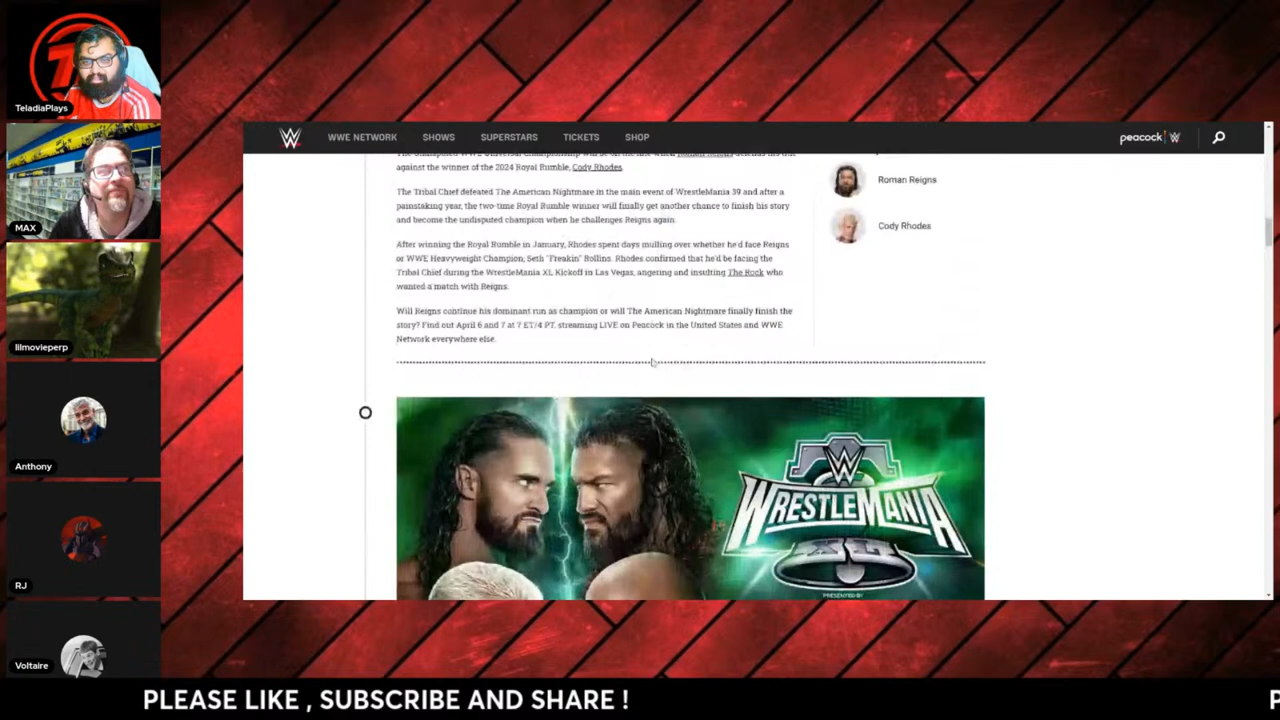 TeladiaPlays
MAX
lilmovieperp
Anthony
RJ
Voltaire
W
WWE NETWORK
SHOWS
SUPERSTARS
TICKETS
SHOP
peacock W
against the winner of the 2024 Royal Rumble, Cody Rhodes.
The Tribal Chief defeated The American Nightmare in the main event of WrestleMania 39 and after a
painstaking year, the two-time Royal Rumble winner will finally get another chance to finish his story
and become the undisputed champion when he challenges Reigns again.
After winning the Royal Rumble in January, Rhodes spent days mulling over whether he'd face Reigns
or WWE Heavyweight Champion, Seth "Freakin" Rollins. Rhodes confirmed that he'd be facing the
Tribal Chief during the WrestleMania XL Kickoff in Las Vegas, angering and insulting The Rock who
wanted a match with Reigns.
Will Reigns continue his dominant run as champion or will The American Nightmare finally finish the
story? Find out April 6 and 7 at 7 ET/4 PT, streaming LIVE on Peacock in the United States and WWE
Network everywhere else.
Roman Reigns
Cody Rhodes
W
WRESTLEMANIA
XL
PRESENTED BY
PLEASE LIKE , SUBSCRIBE AND SHARE !
P